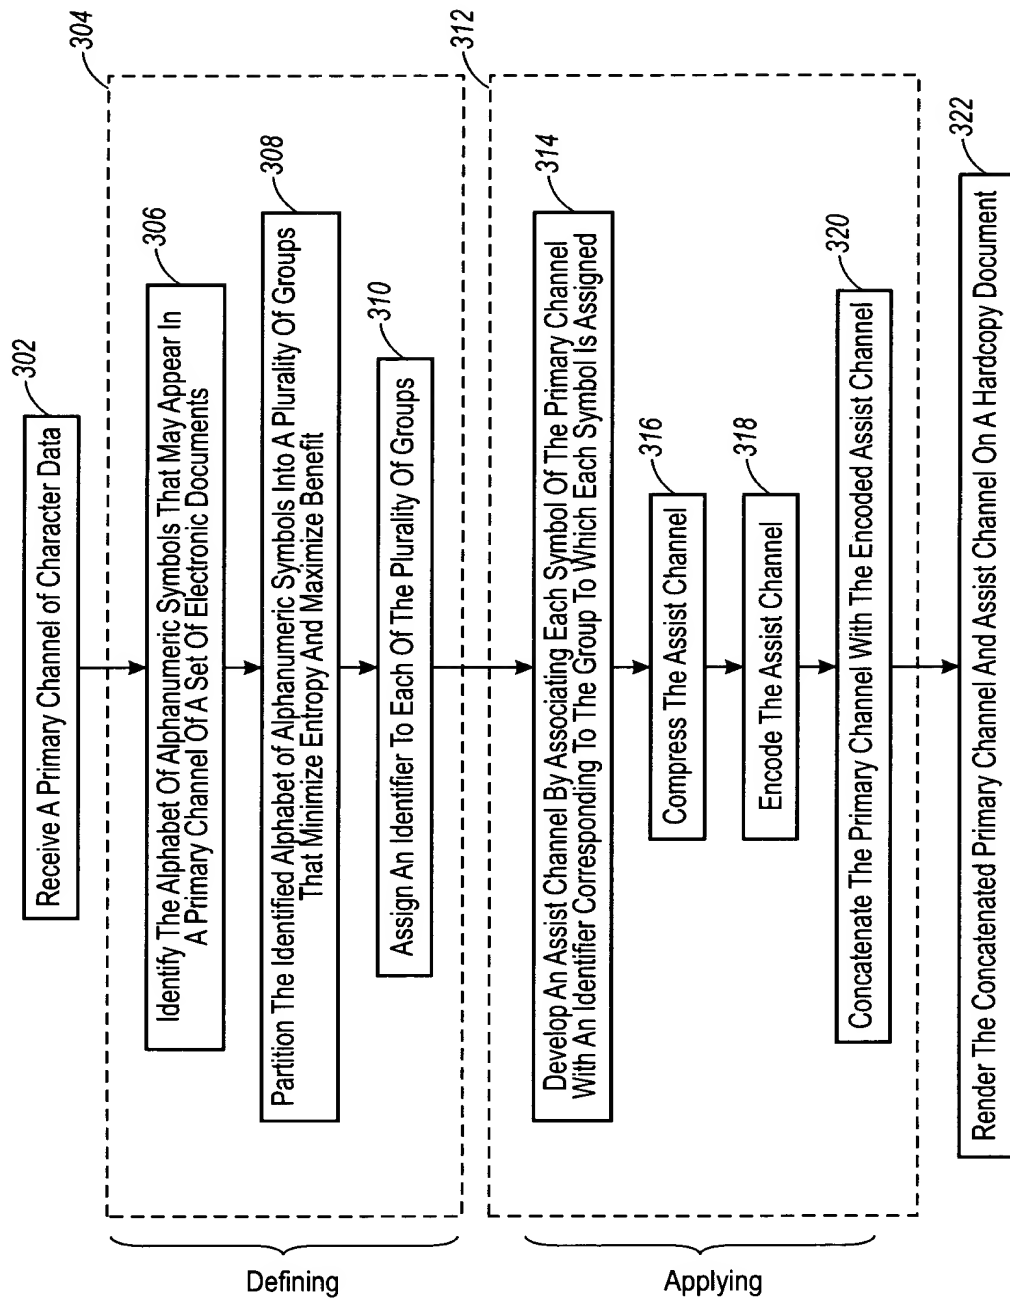 302
Receive A Primary Channel of Character Data
304
Defining
306
Identify The Alphabet Of Alphanumeric Symbols That May Appear In
A Primary Channel Of A Set Of Electronic Documents
308
Partition The Identified Alphabet of Alphanumeric Symbols Into A Plurality Of Groups
That Minimize Entropy And Maximize Benefit
310
Assign An Identifier To Each Of The Plurality Of Groups
312
Applying
314
Develop An Assist Channel By Associating Each Symbol Of The Primary Channel
With An Identifier Corresponding To The Group To Which Each Symbol Is Assigned
316
Compress The Assist Channel
318
Encode The Assist Channel
320
Concatenate The Primary Channel With The Encoded Assist Channel
322
Render The Concatenated Primary Channel And Assist Channel On A Hardcopy Document